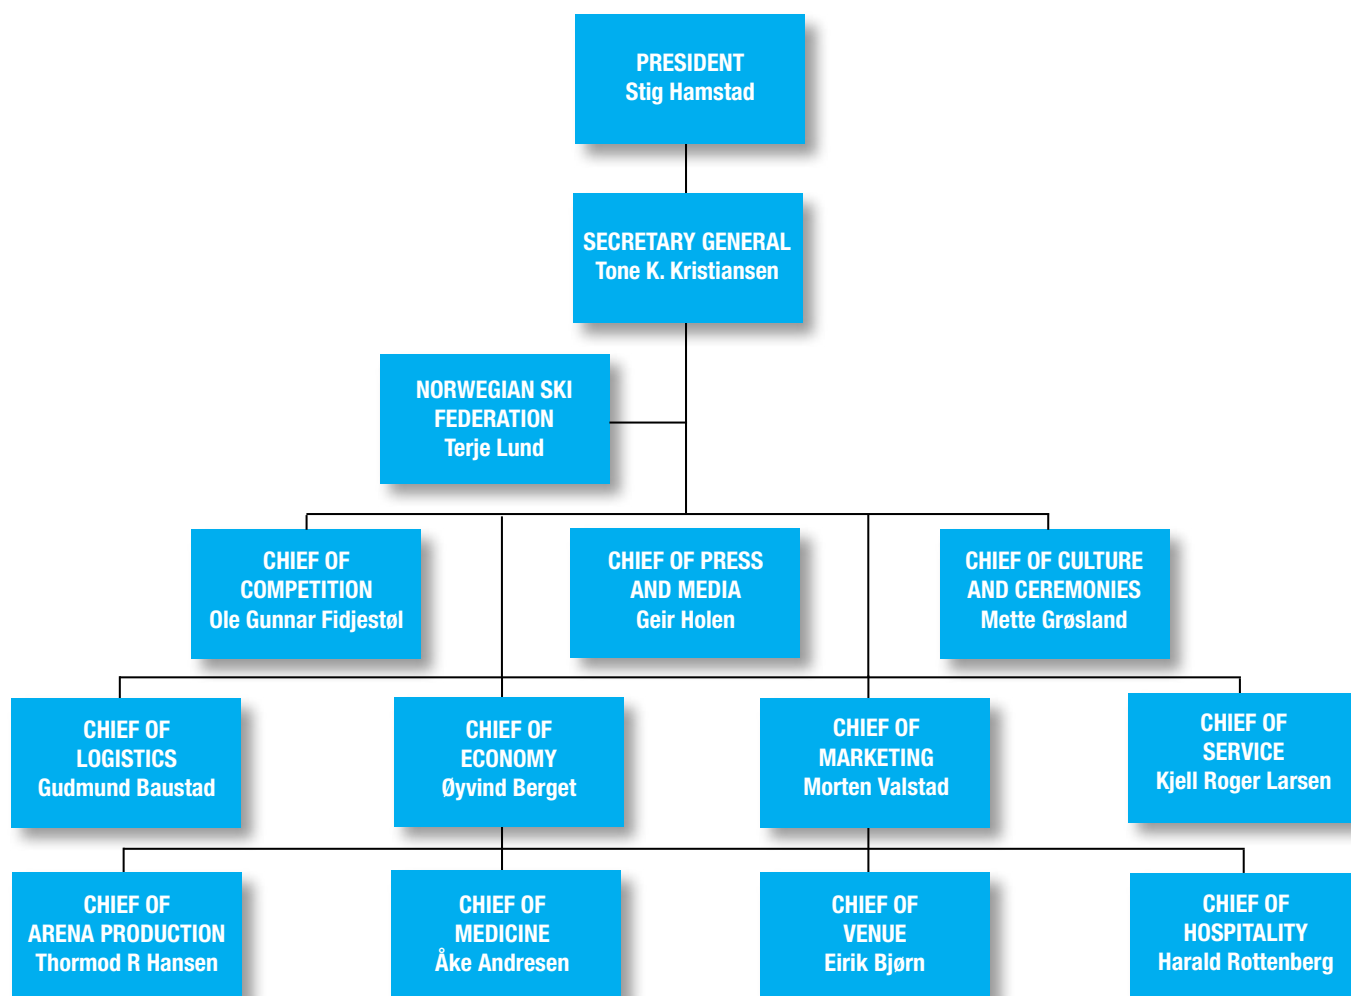 PRESIDENT
Stig Hamstad
SECRETARY GENERAL
Tone K. Kristiansen
NORWEGIAN SKI
FEDERATION
Terje Lund
CHIEF OF
COMPETITION
Ole Gunnar Fidjestøl
CHIEF OF PRESS
AND MEDIA
Geir Holen
CHIEF OF CULTURE
AND CEREMONIES
Mette Grøsland
CHIEF OF
LOGISTICS
Gudmund Baustad
CHIEF OF
ECONOMY
Øyvind Berget
CHIEF OF
MARKETING
Morten Valstad
CHIEF OF
SERVICE
Kjell Roger Larsen
CHIEF OF
ARENA PRODUCTION
Thormod R Hansen
CHIEF OF
MEDICINE
Åke Andresen
CHIEF OF
VENUE
Eirik Bjørn
CHIEF OF
HOSPITALITY
Harald Rottenberg